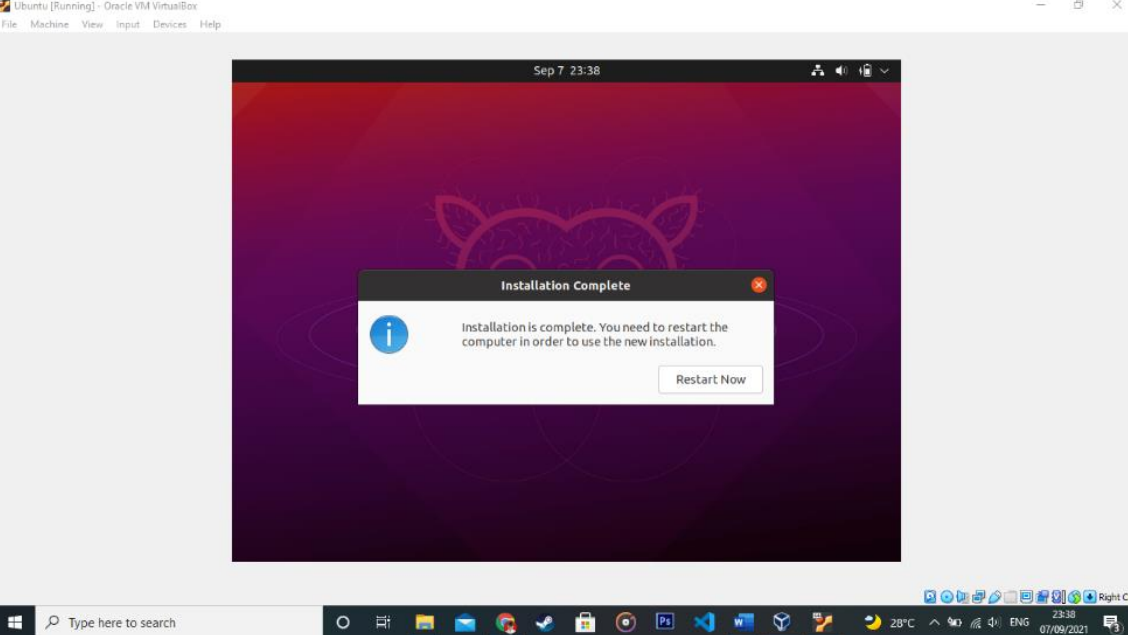 Ubuntu [Running] - Oracle VM VirtualBox
File Machine View Input Devices Help
Sep 7 23:38
Installation Complete
Installation is complete. You need to restart the
computer in order to use the new installation.
Restart Now
Right C
Type here to search
Ps
W
28°C
ENG
23:38
07/09/2021
3